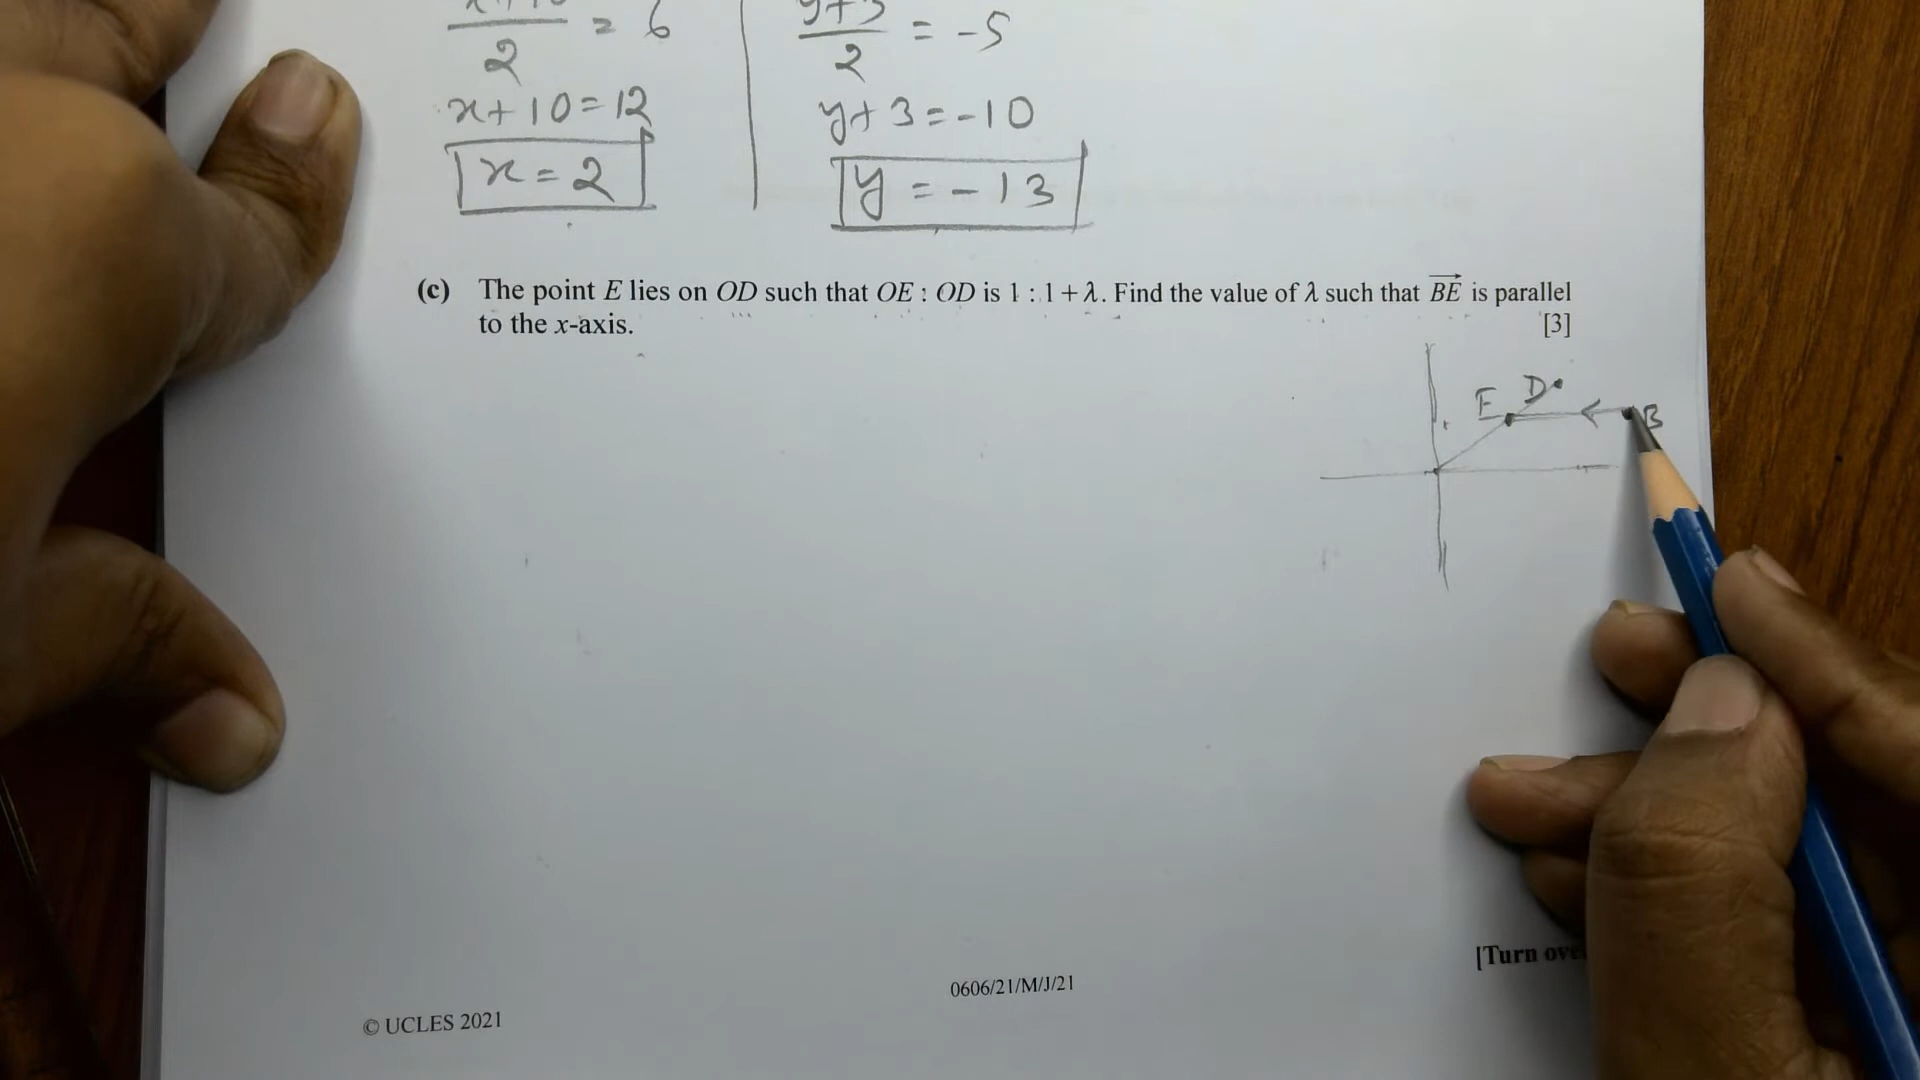 x+10/2 = 6
y+3/2 = -5
x+10=12
y+3=-10
x=2
y=-13
(c) The point E lies on OD such that OE : OD is 1 : 1 + λ. Find the value of λ such that BE is parallel
to the x-axis. [3]
E D B
[Turn
0606/21/M/J/21
© UCLES 2021